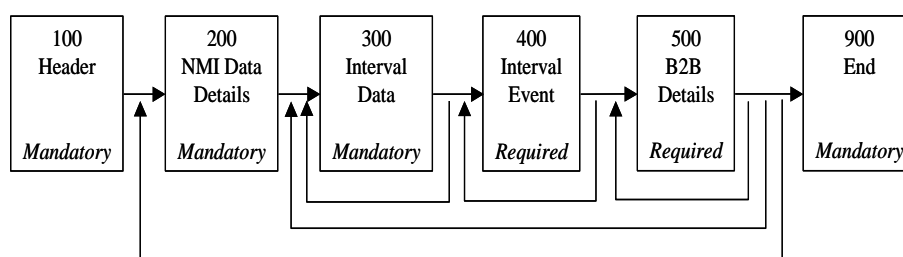 100
Header
Mandatory
200
NMI Data
Details
Mandatory
300
Interval
Data
Mandatory
400
Interval
Event
Required
500
B2B
Details
Required
900
End
Mandatory